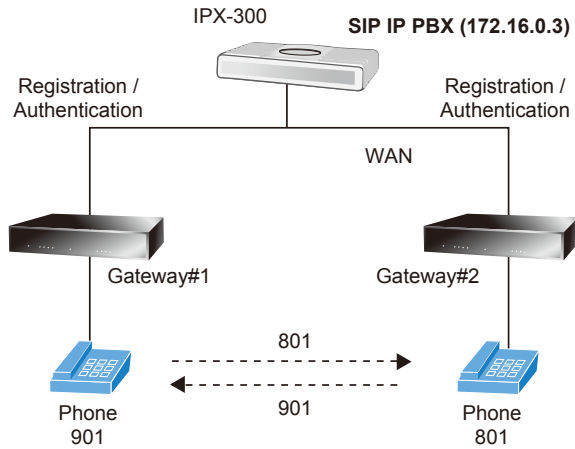 IPX-300
SIP IP PBX (172.16.0.3)
Registration /
Authentication
Registration /
Authentication
WAN
Gateway#1
Gateway#2
801
901
Phone
901
Phone
801